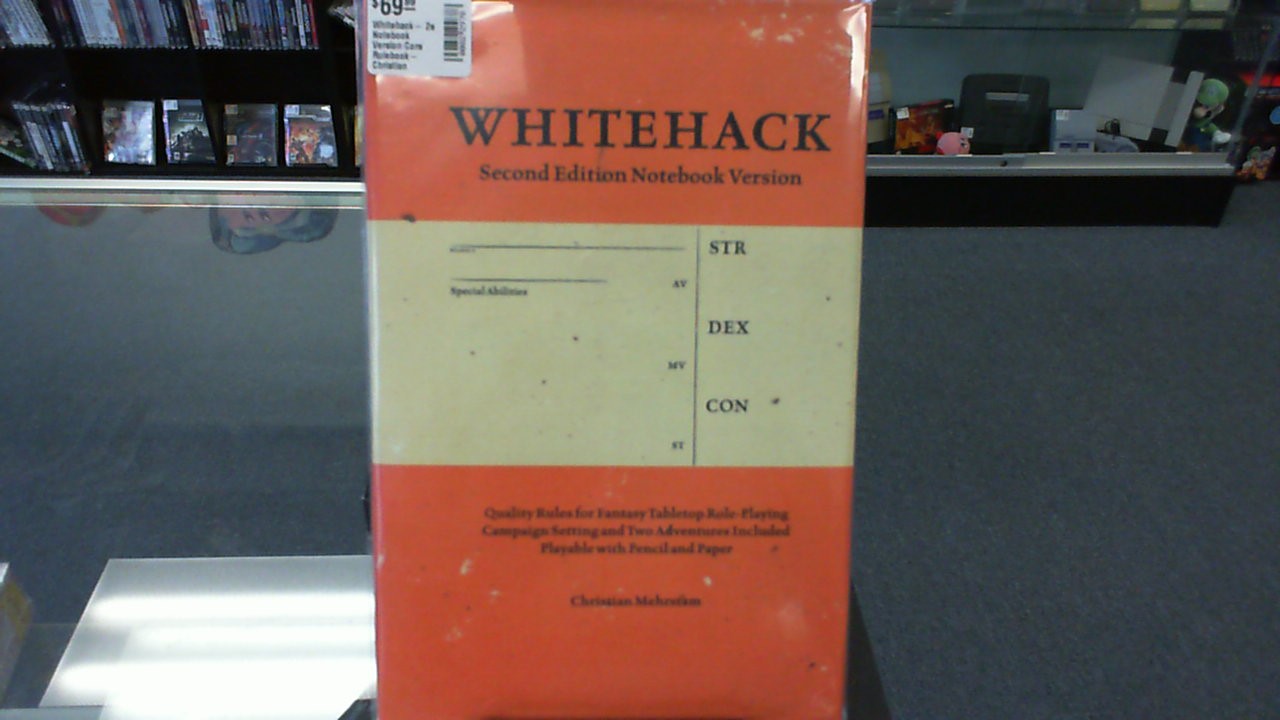 $69.99
Whitehack - 2e
Notebook
Version Core
Rulebook -
Christian
WHITEHACK
Second Edition Notebook Version
STR
AV
Special Abilities
DEX
MV
CON
ST
Quality Rules for Fantasy Tabletop Role-Playing
Campaign Setting and Two Adventures Included
Playable with Pencil and Paper
Christian Mehrstam